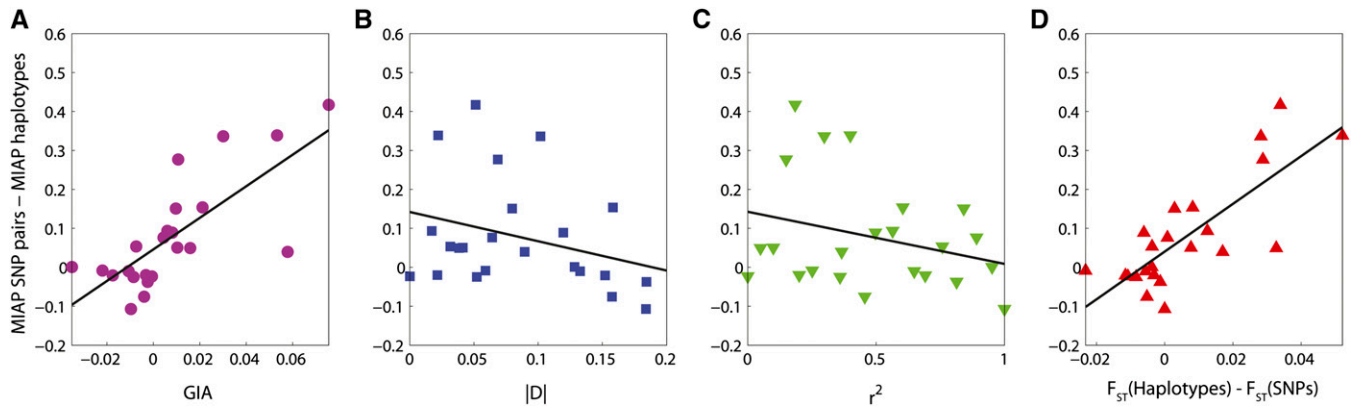 A
B
C
D
MIAP SNP pairs – MIAP haplotypes
0.6
0.5
0.4
0.3
0.2
0.1
0
−0.1
−0.2
−0.02 0 0.02 0.04 0.06
GIA
0.6
0.5
0.4
0.3
0.2
0.1
0
−0.1
−0.2
0 0.05 0.1 0.15 0.2
|D|
0.6
0.5
0.4
0.3
0.2
0.1
0
−0.1
−0.2
0 0.5 1
r²
0.6
0.5
0.4
0.3
0.2
0.1
0
−0.1
−0.2
−0.02 0 0.02 0.04
FST(Haplotypes) - FST(SNPs)